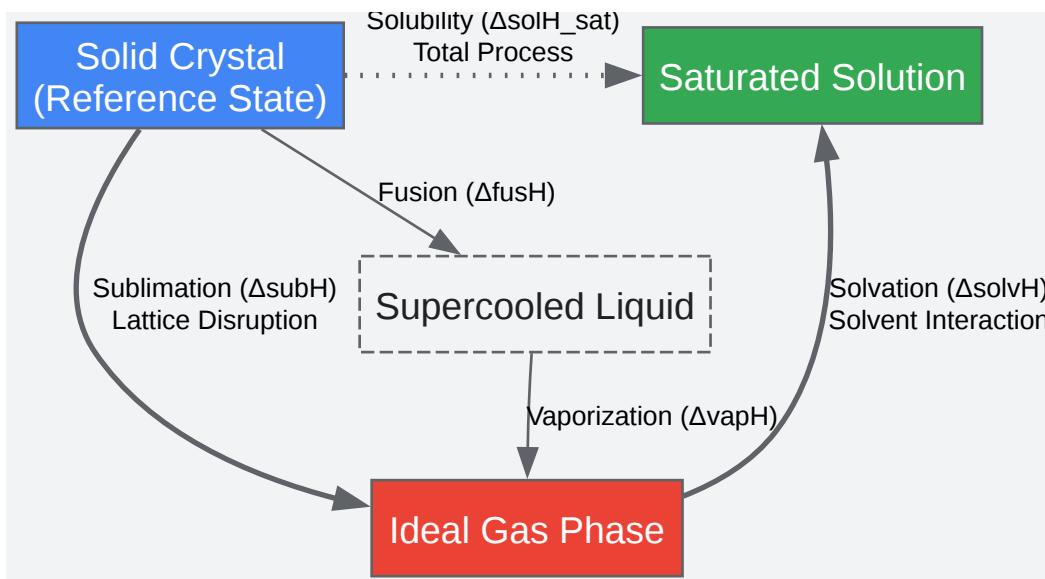 Solubility (ΔsolH_sat)
Total Process
Solid Crystal
(Reference State)
Saturated Solution
Fusion (ΔfusH)
Sublimation (ΔsubH)
Lattice Disruption
Supercooled Liquid
Solvation (ΔsolvH)
Solvent Interaction
Vaporization (ΔvapH)
Ideal Gas Phase